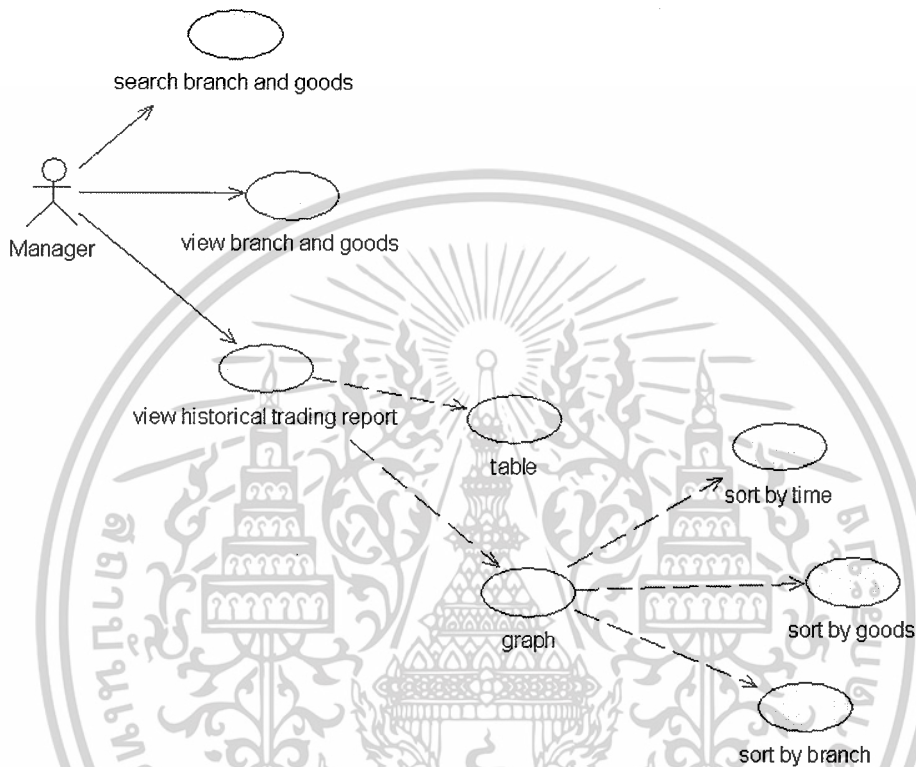 search branch and goods
Manager
view branch and goods
view historical trading report
table
sort by time
graph
sort by goods
sort by branch